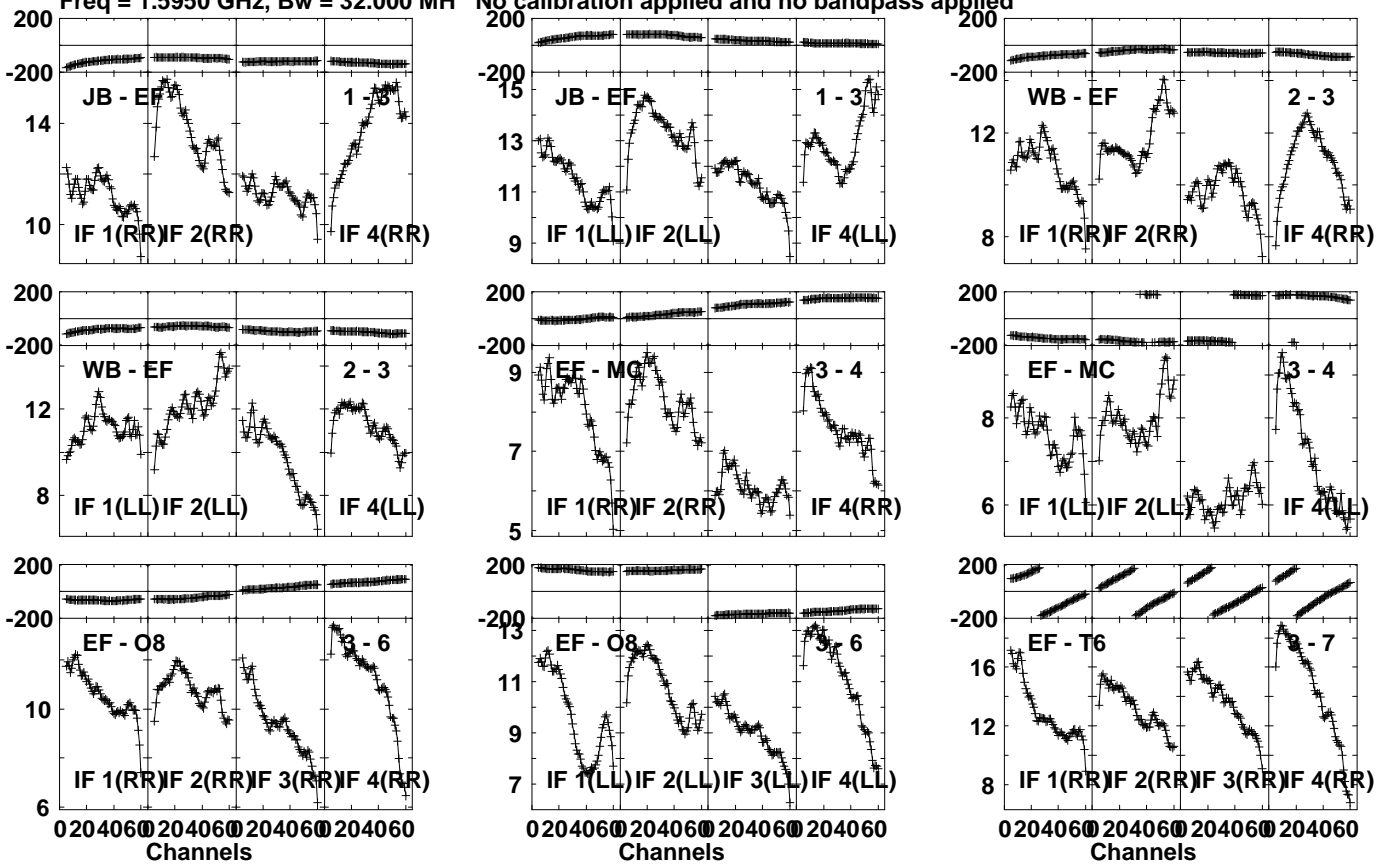 Freq = 1.5950 GHz, Bw = 32.000 MH No calibration applied and no bandpass applied
200 200 200
-200 -200 -200
JB - EF 1 - 3 JB - EF 1 - 3 WB - EF 2 - 3
15
14 13 12
11
10 9 8
IF 1(RR) IF 2(RR) IF 4(RR) IF 1(LL) IF 2(LL) IF 4(LL) IF 1(RR) IF 2(RR) IF 4(RR)
200 200 200
-200 -200 -200
WB - EF 2 - 3 EF - MC 3 - 4 EF - MC 3 - 4
12 9 8
7
8 5 6
IF 1(LL) IF 2(LL) IF 4(LL) IF 1(RR) IF 2(RR) IF 4(RR) IF 1(LL) IF 2(LL) IF 4(LL)
200 200 200
-200 -200 -200
EF - O8 3 - 6 EF - O8 3 - 6 EF - T6 3 - 7
13 16
10 11 12
9
6 7 8
IF 1(RR) IF 2(RR) IF 3(RR) IF 4(RR) IF 1(LL) IF 2(LL) IF 3(LL) IF 4(LL) IF 1(RR) IF 2(RR) IF 3(RR) IF 4(RR)
0 20 40 60 0 20 40 60 0 20 40 60 0 20 40 60 0 20 40 60 0 20 40 60 0 20 40 60 0 20 40 60 0 20 40 60 0 20 40 60 0 20 40 60 0 20 40 60
Channels Channels Channels